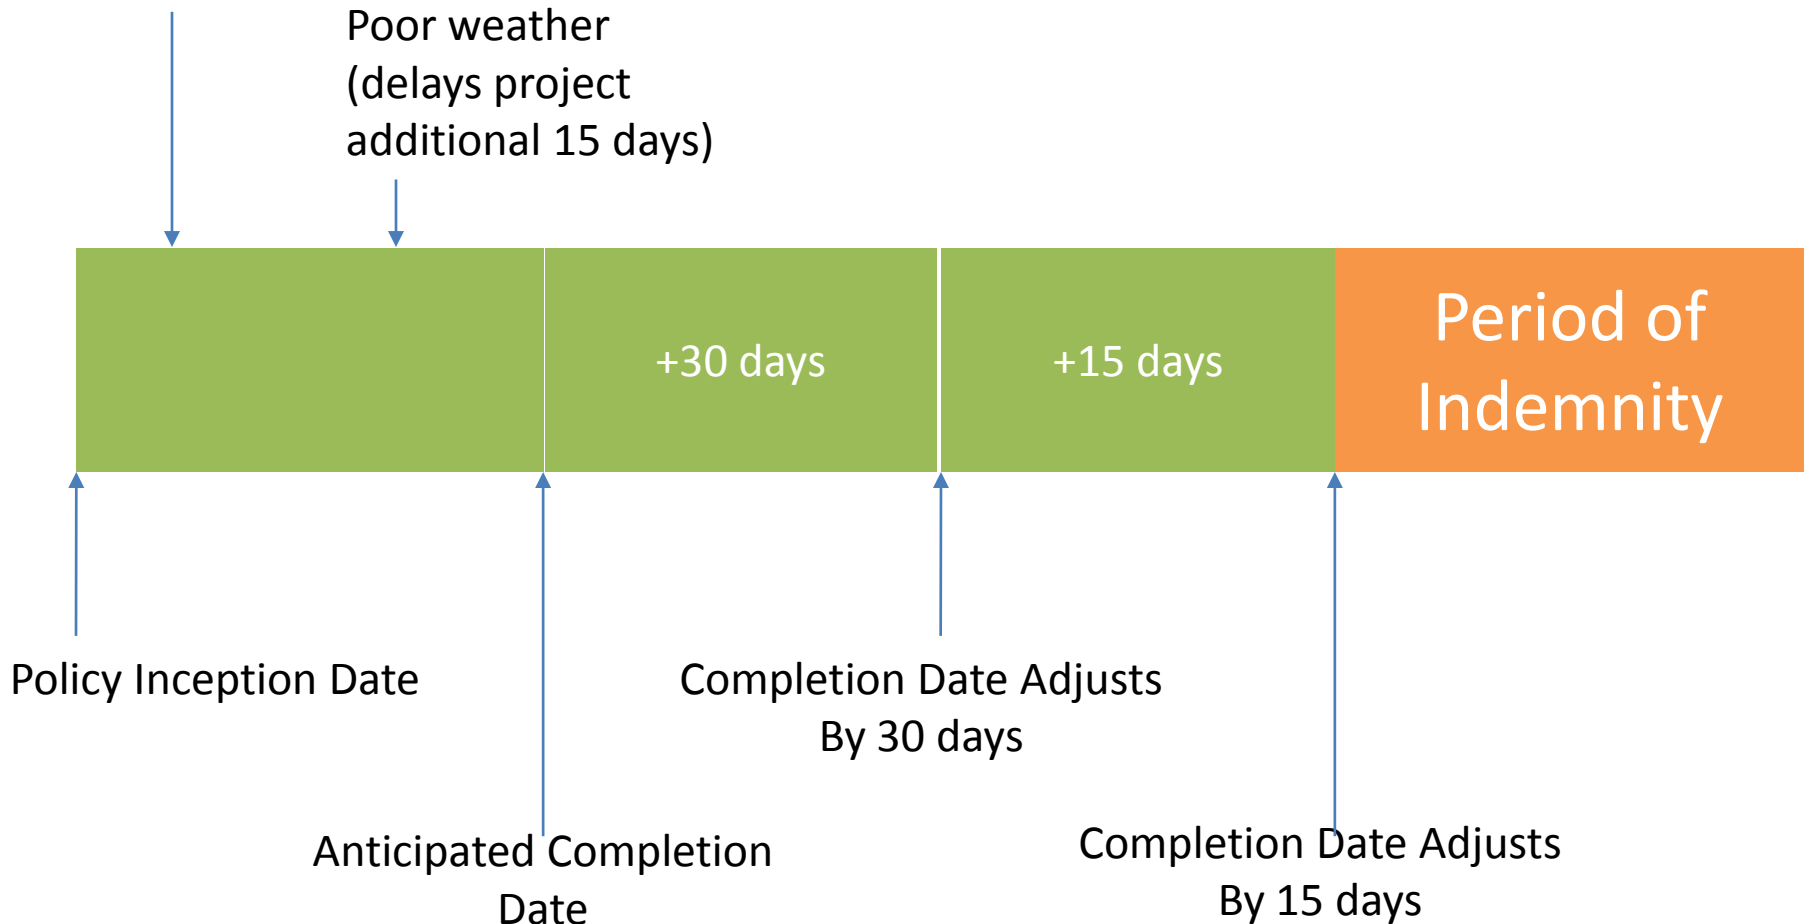 Poor weather
(delays project
additional 15 days)
+30 days
+15 days
Period of
Indemnity
Policy Inception Date
Completion Date Adjusts
By 30 days
Anticipated Completion
Date
Completion Date Adjusts
By 15 days